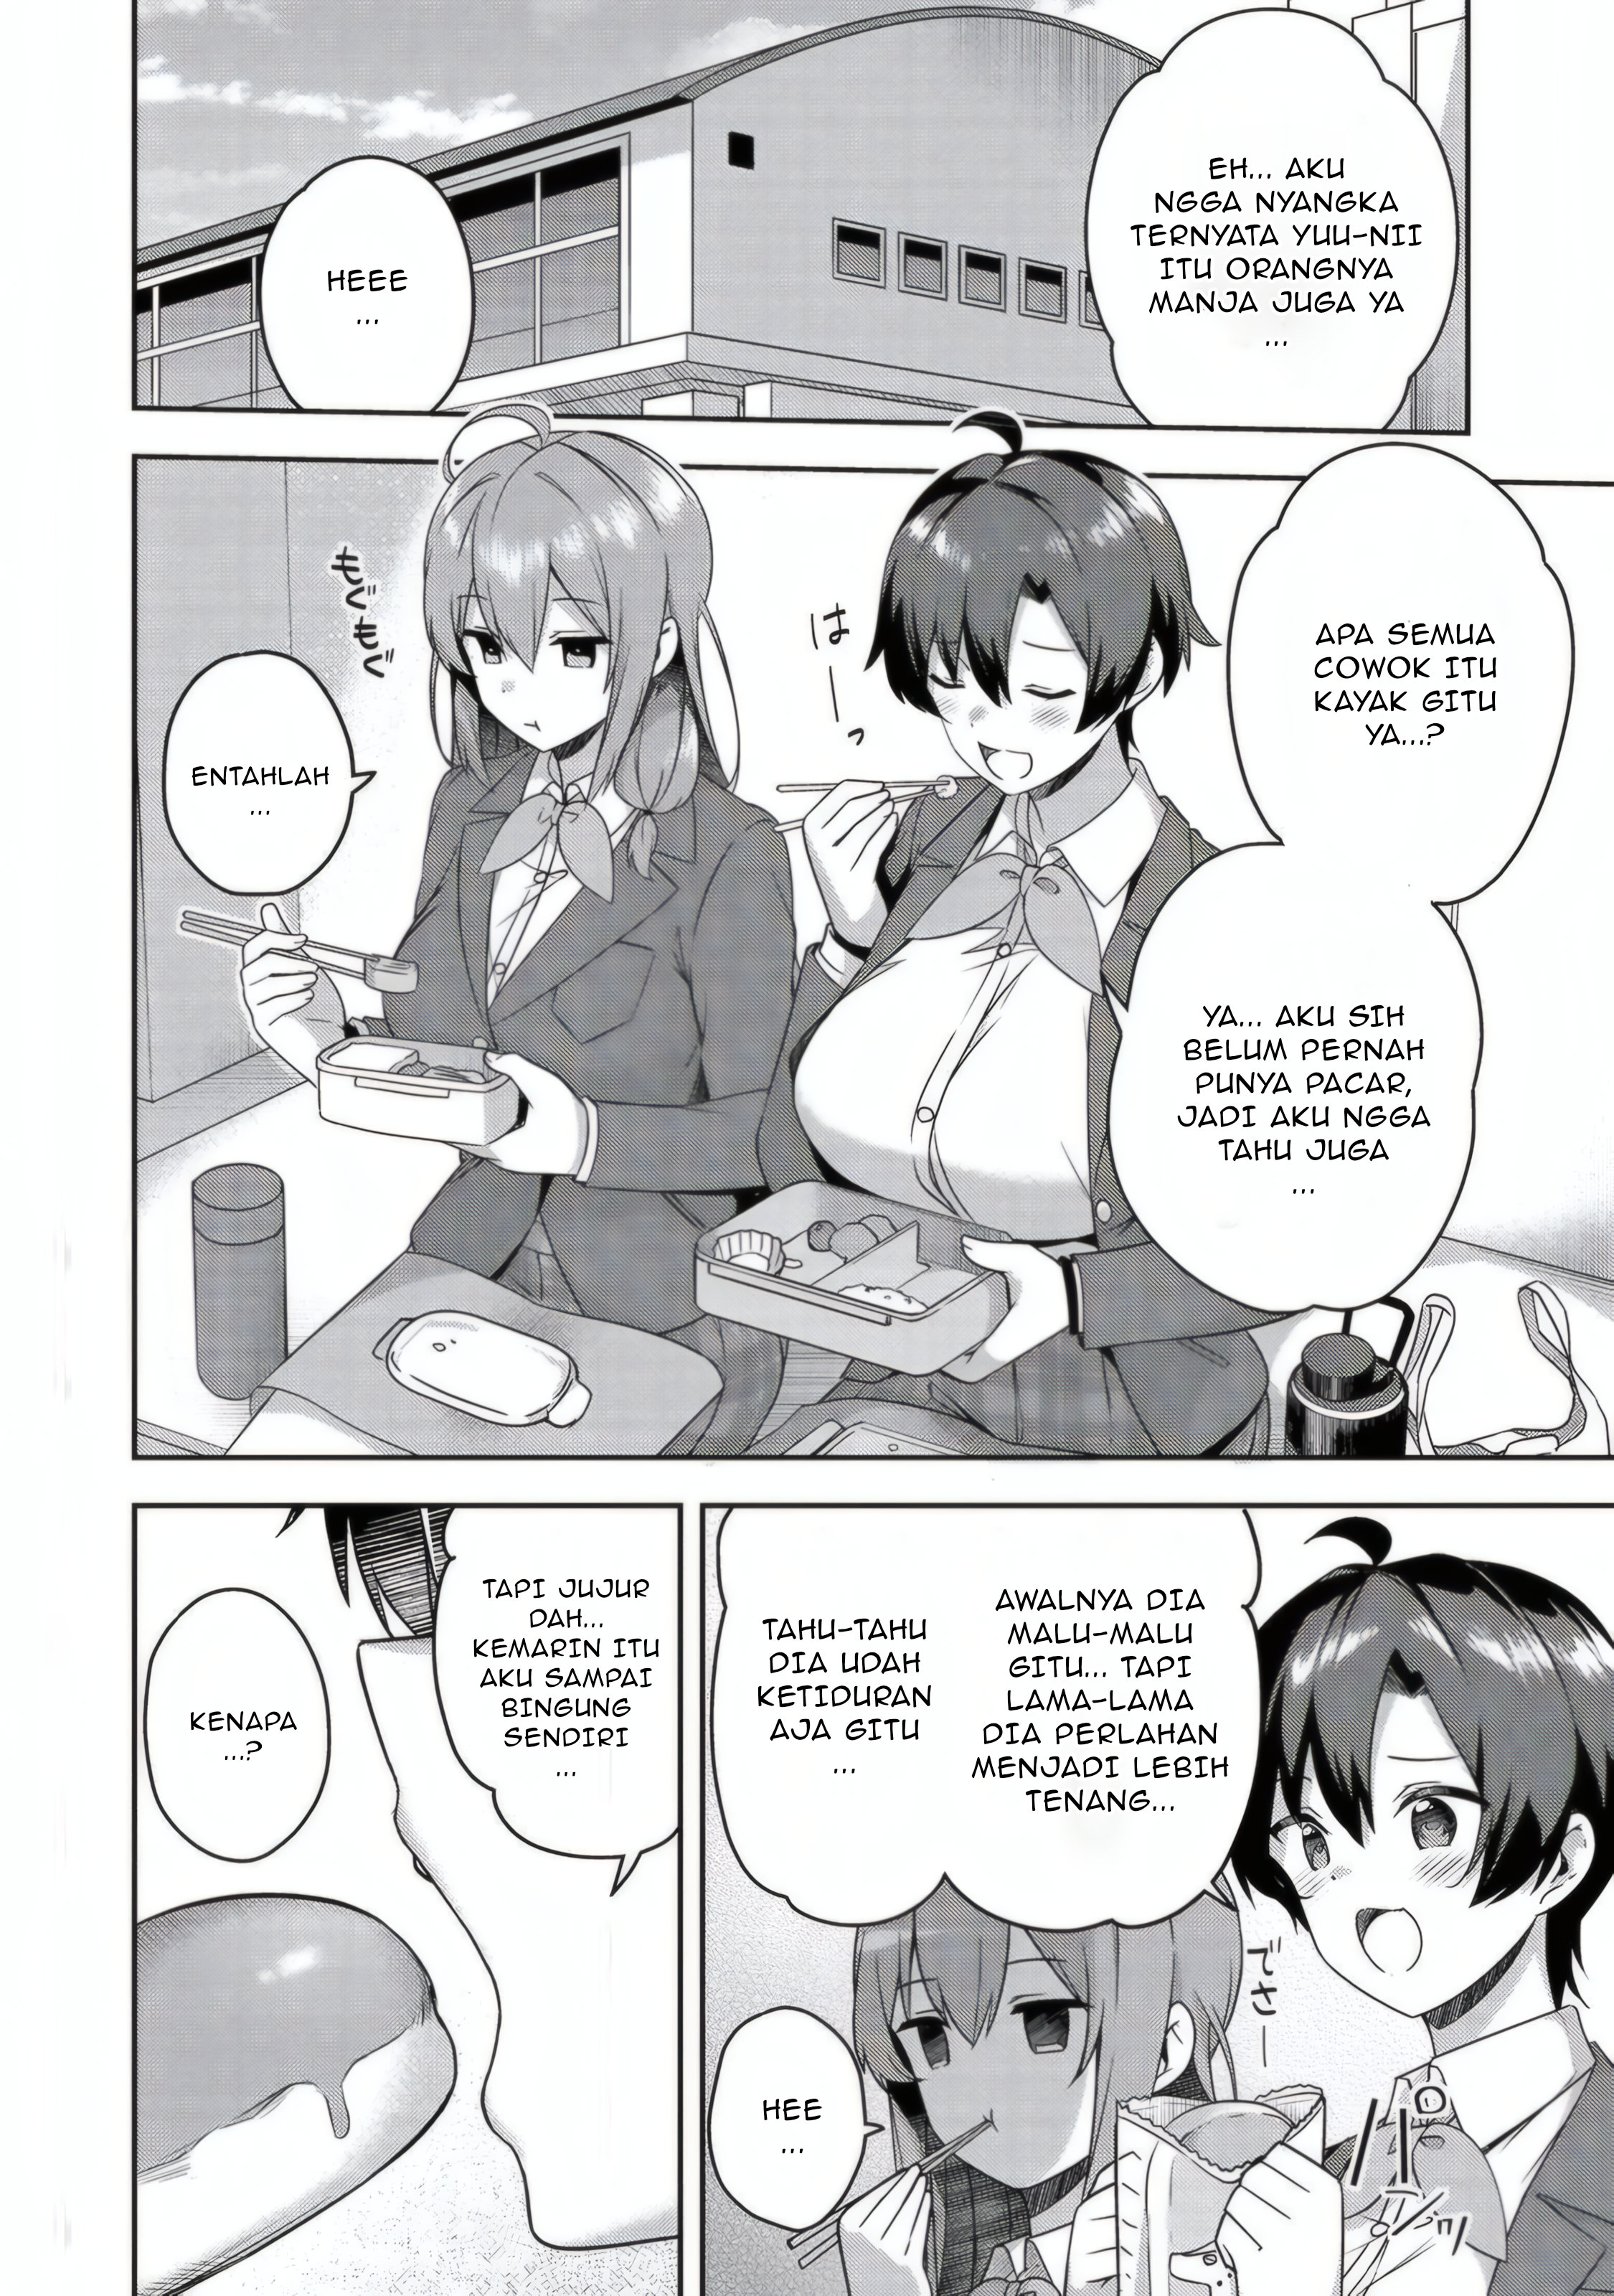 EH... AKU
NGGA NYANGKA
TERNYATA YUU-NII
ITU ORANGNYA
MANJA JUGA YA
...
HEEE
...
APA SEMUA
COWOK ITU
KAYAK GITU
YA...?
YA... AKU SIH
BELUM PERNAH
PUNYA PACAR,
JADI AKU NGGA
TAHU JUGA
...
はーっ
もぐもぐ
ENTAHLAH
...
AWALNYA DIA
MALU-MALU
GITU... TAPI
LAMA-LAMA
DIA PERLAHAN
MENJADI LEBIH
TENANG...
TAHU-TAHU
DIA UDAH
KETIDURAN
AJA GITU
...
でさー
HEE
...
TAPI JUJUR
DAH...
KEMARIN ITU
AKU SAMPAI
BINGUNG
SENDIRI
...
KENAPA
...?